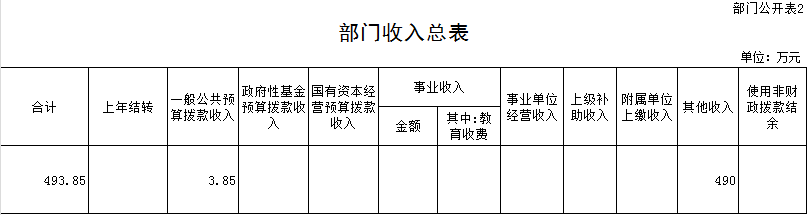 部门公开表2
部门收入总表
单位：万元
合计
上年结转
一般公共预
算拨款收入
政府性基金
预算拨款收
入
国有资本经
营预算拨款
收入
事业收入
金额
其中:教
育收费
事业单位
经营收入
上级补
助收入
附属单位
上缴收入
其他收入
使用非财
政拨款结
余
493.85
3.85
490